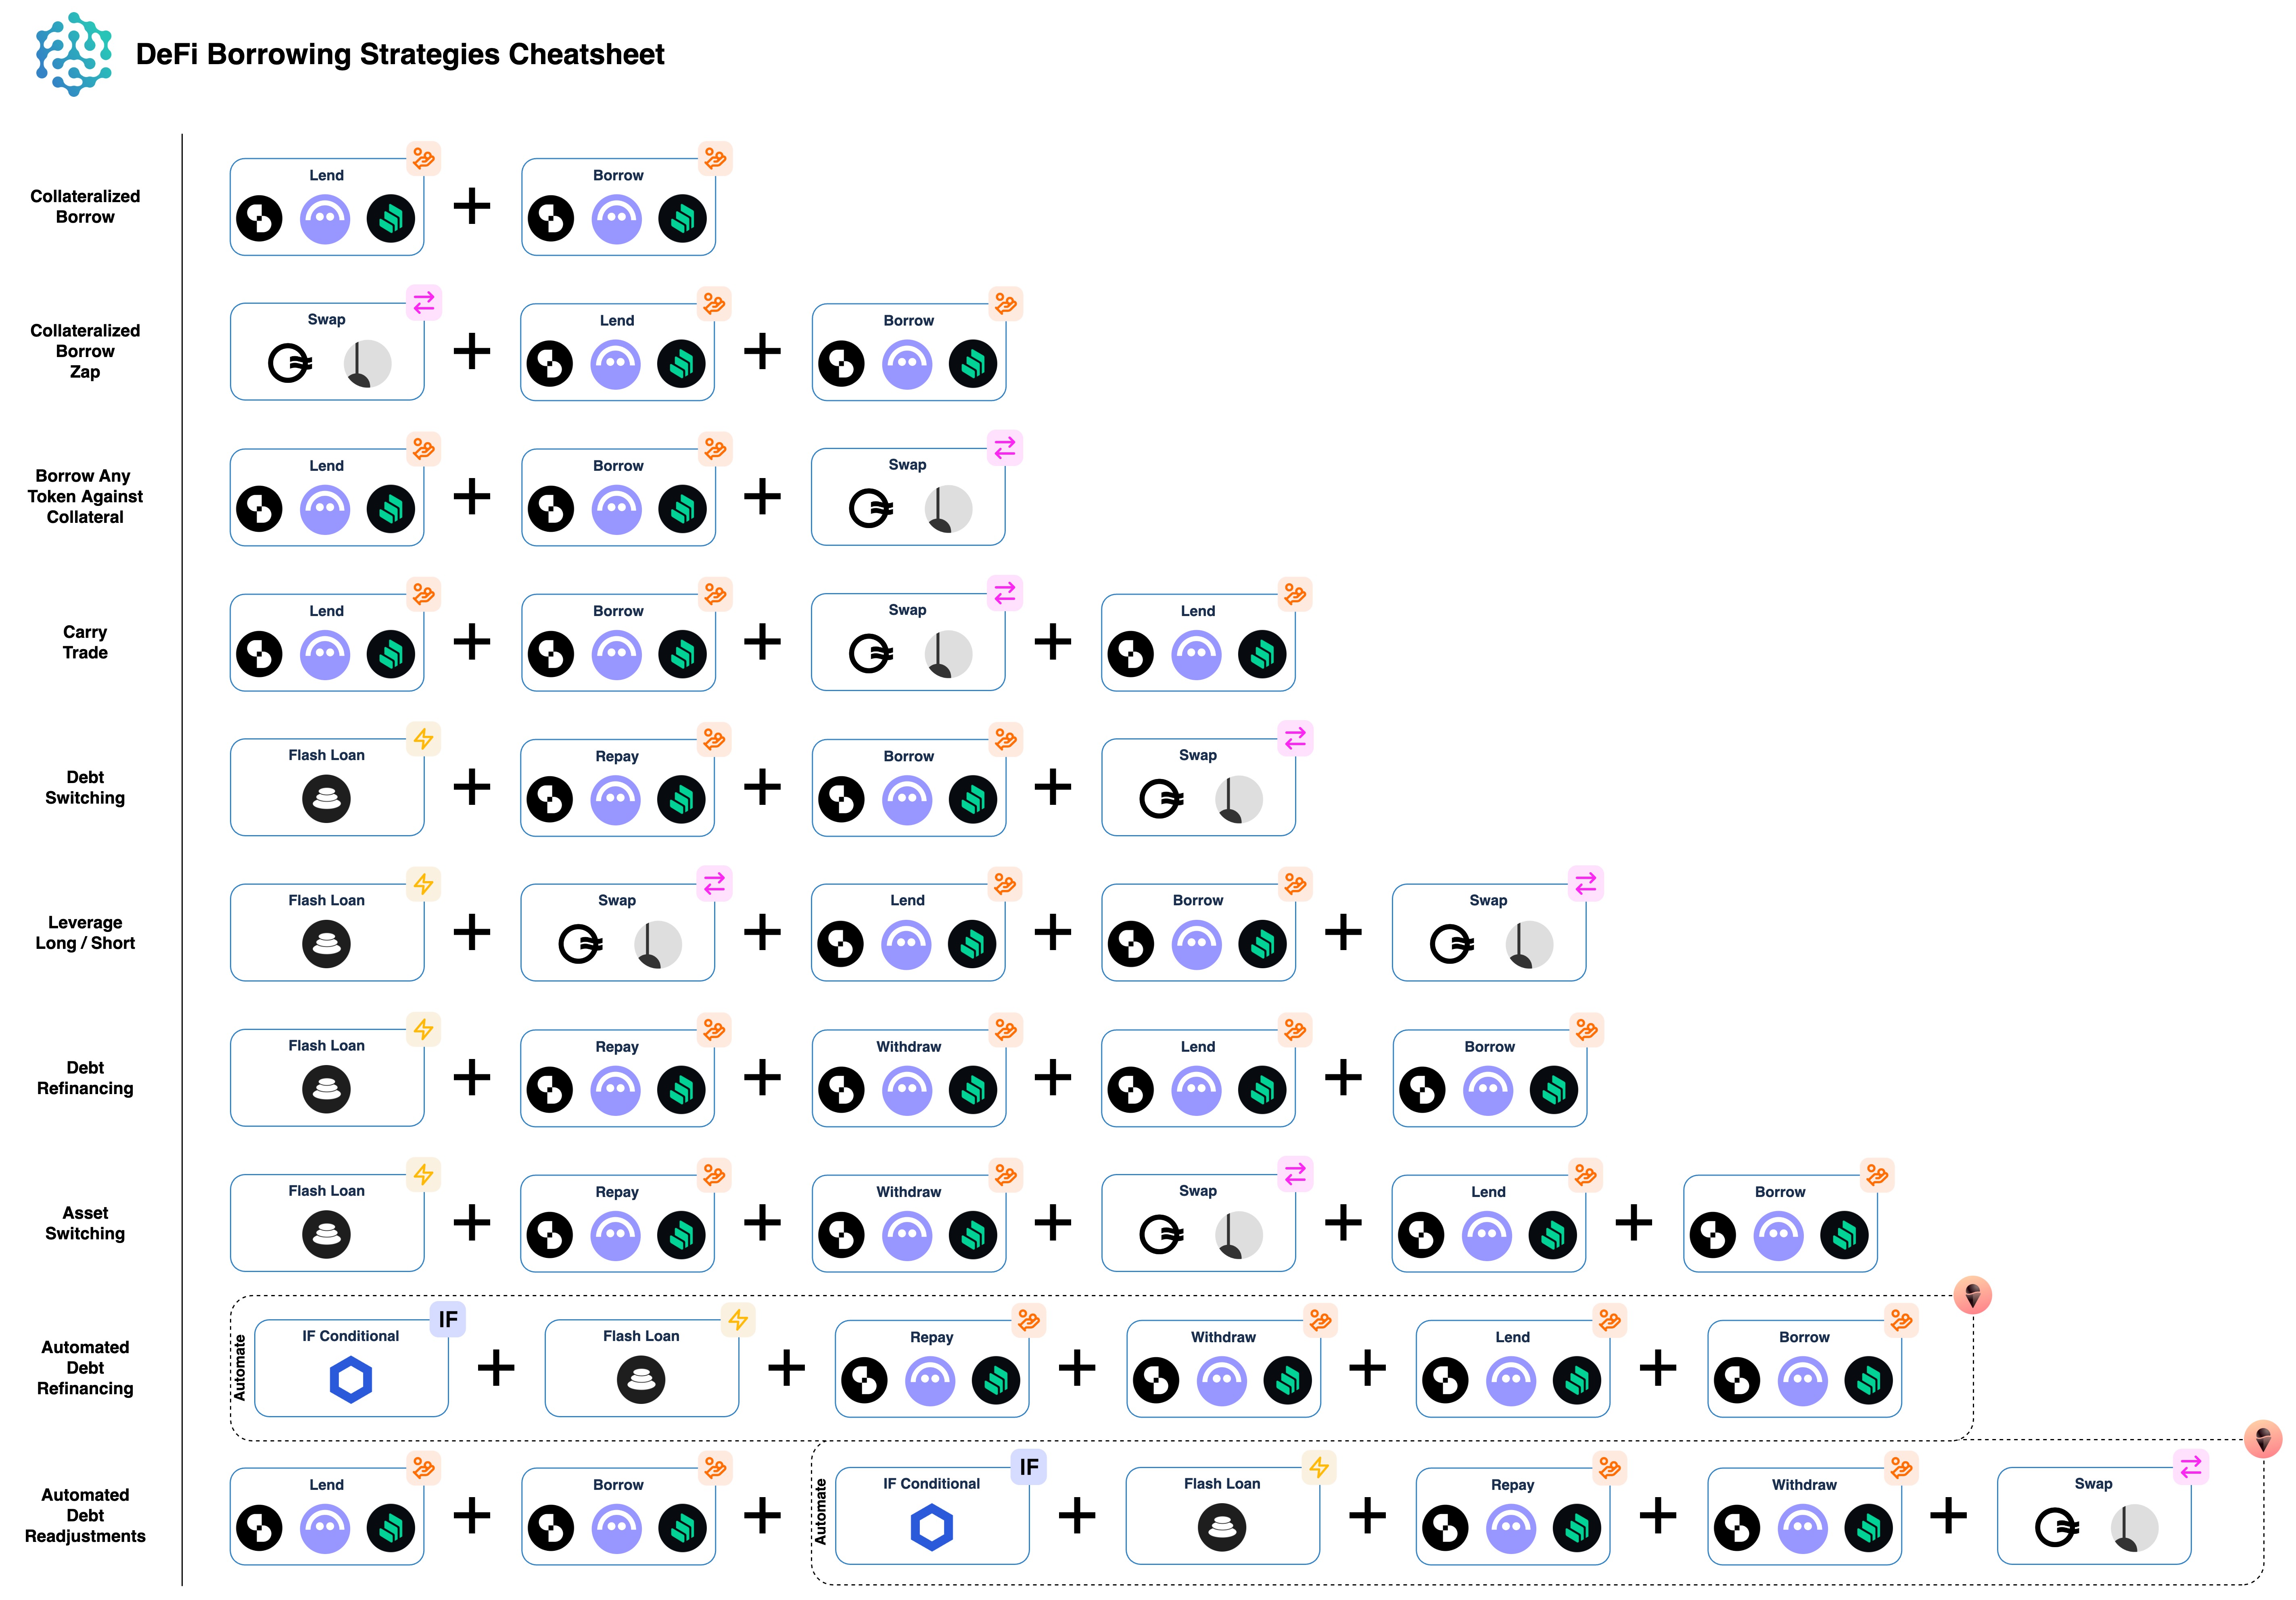 DeFi Borrowing Strategies Cheatsheet
Collateralized
Borrow
Lend
Borrow
Collateralized
Borrow
Zap
Swap
Lend
Borrow
Borrow Any
Token Against
Collateral
Lend
Borrow
Swap
Carry
Trade
Lend
Borrow
Swap
Lend
Debt
Switching
Flash Loan
Repay
Borrow
Swap
Leverage
Long / Short
Flash Loan
Swap
Lend
Borrow
Swap
Debt
Refinancing
Flash Loan
Repay
Withdraw
Lend
Borrow
Asset
Switching
Flash Loan
Repay
Withdraw
Swap
Lend
Borrow
Automated
Debt
Refinancing
Automate
IF Conditional
IF
Flash Loan
Repay
Withdraw
Lend
Borrow
Automated
Debt
Readjustments
Lend
Borrow
Automate
IF Conditional
IF
Flash Loan
Repay
Withdraw
Swap